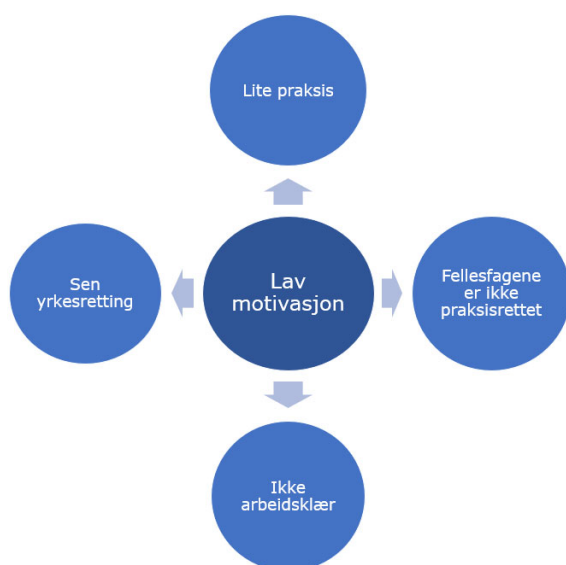 Lite praksis
Sen
yrkesretting
Lav
motivasjon
Fellesfagene
er ikke
praksisrettet
Ikke
arbeidsklær